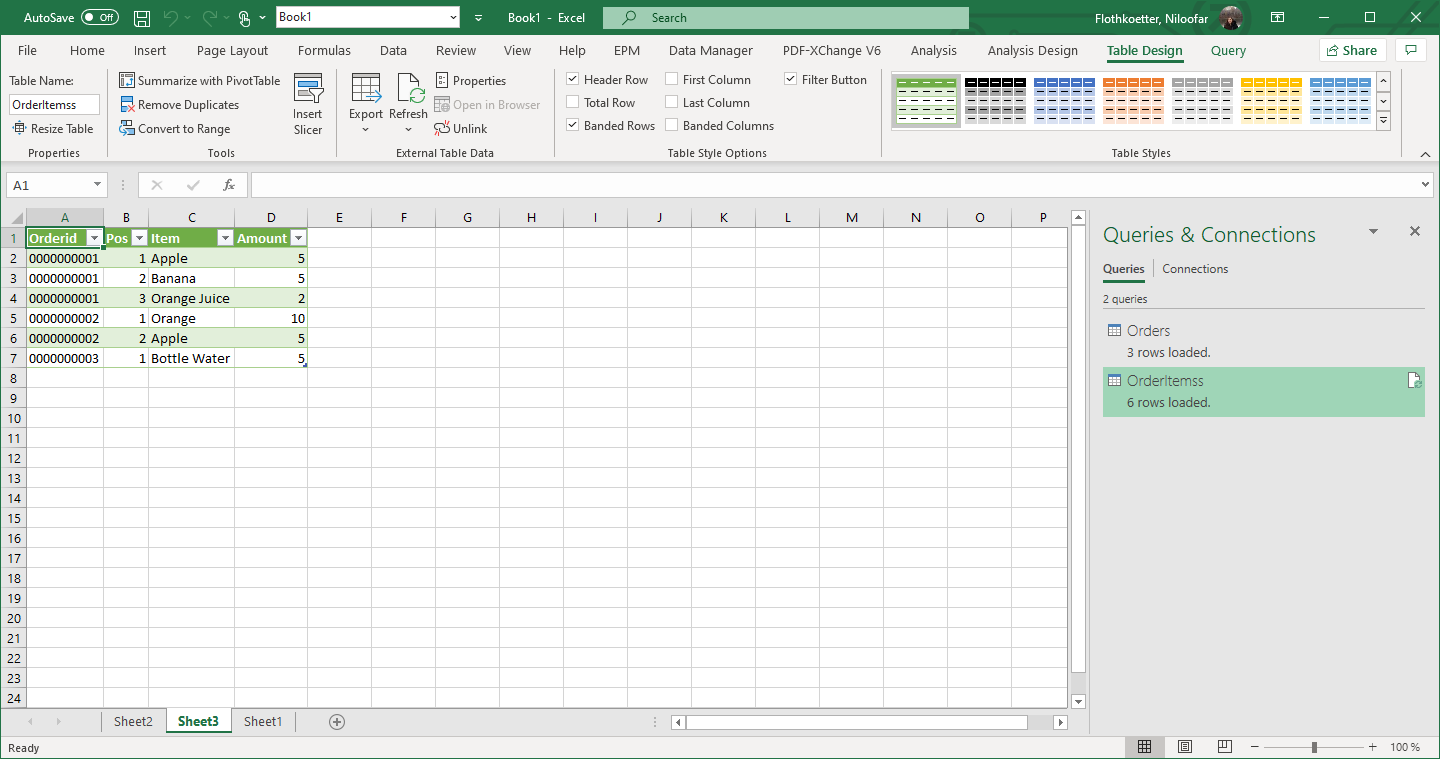 AutoSave Off Book1 Book1 - Excel Search Flothkoetter, Niloofar
File Home Insert Page Layout Formulas Data Review View Help EPM Data Manager PDF-XChange V6 Analysis Analysis Design Table Design Query Share
Table Name:
OrderItemss
Resize Table
Properties
Summarize with PivotTable
Remove Duplicates
Convert to Range
Insert
Slicer
Tools
Export
Refresh
Properties
Open in Browser
Unlink
External Table Data
Header Row First Column Filter Button
Total Row Last Column
Banded Rows Banded Columns
Table Style Options
Table Styles
A1 fx
A B C D E F G H I J K L M N O P
1 Orderid Pos Item Amount
2 0000000001 1 Apple 5
3 0000000001 2 Banana 5
4 0000000001 3 Orange Juice 2
5 0000000002 1 Orange 10
6 0000000002 2 Apple 5
7 0000000003 1 Bottle Water 5
8
9
10
11
12
13
14
15
16
17
18
19
20
21
22
23
24
Queries & Connections
Queries Connections
2 queries
Orders
3 rows loaded.
OrderItemss
6 rows loaded.
Sheet2 Sheet3 Sheet1
Ready 100 %